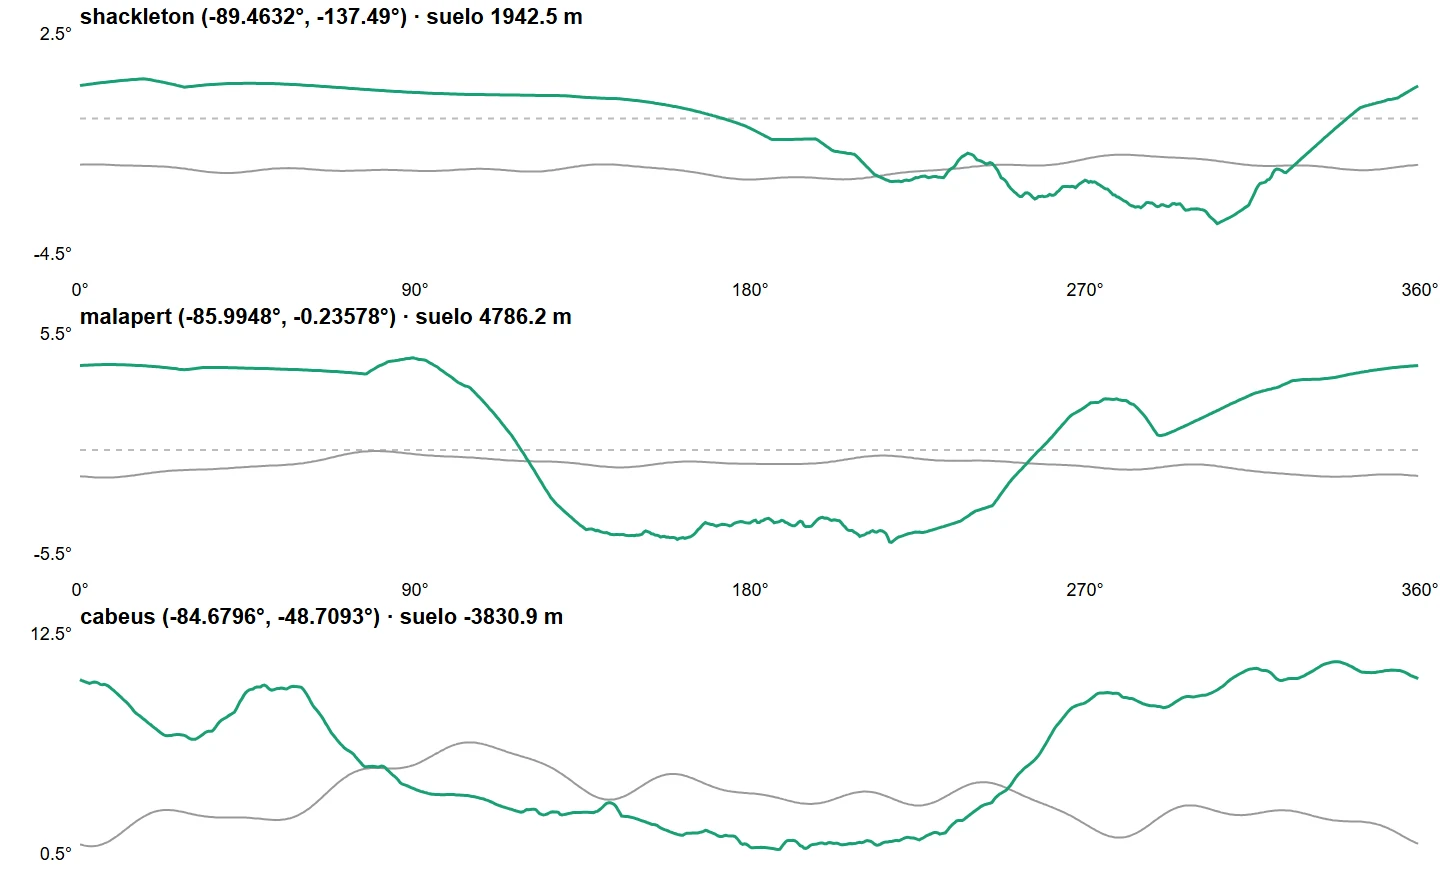 shackleton (-89.4632°, -137.49°) · suelo 1942.5 m
2.5°
-4.5°
0° 90° 180° 270° 360°
malapert (-85.9948°, -0.23578°) · suelo 4786.2 m
5.5°
-5.5°
0° 90° 180° 270° 360°
cabeus (-84.6796°, -48.7093°) · suelo -3830.9 m
12.5°
0.5°